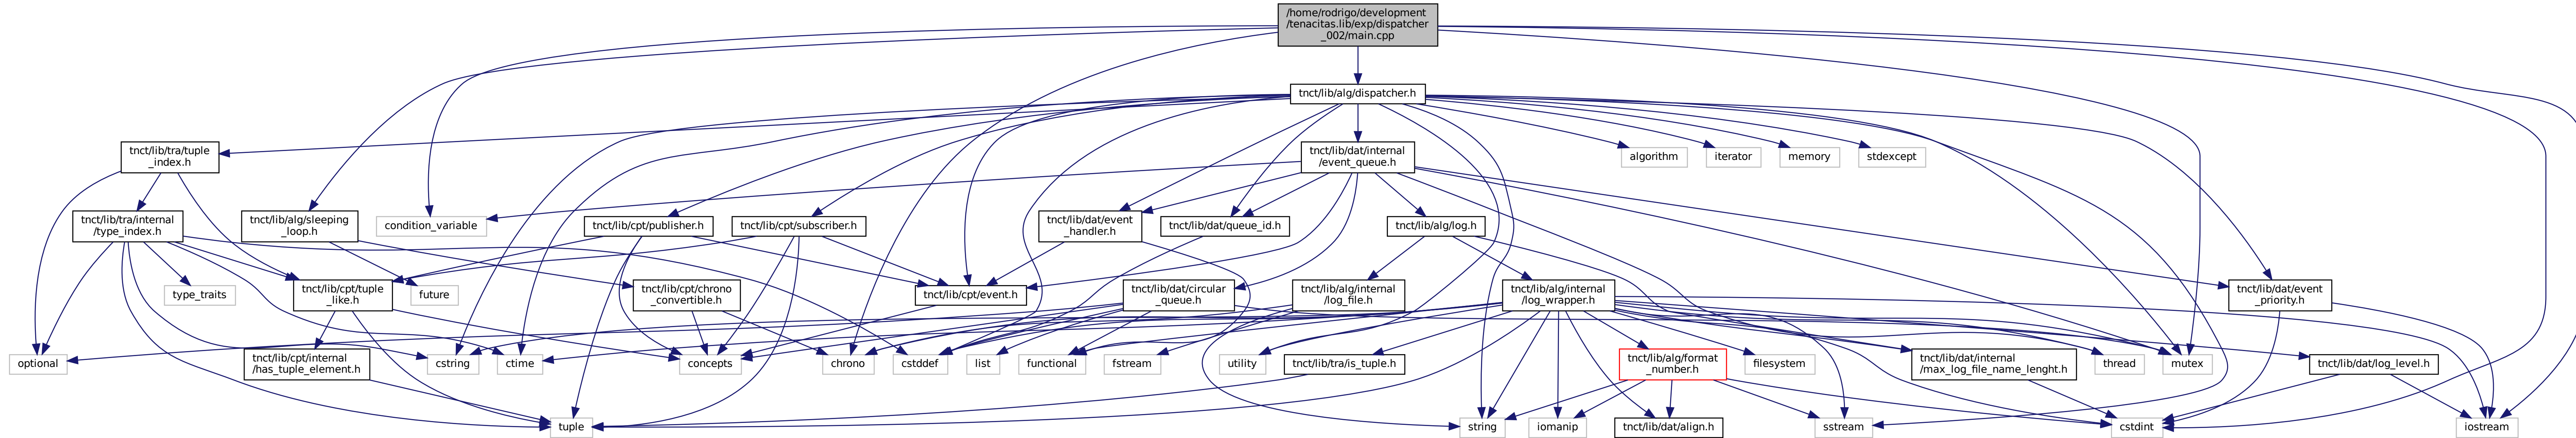 /home/rodrigo/development
/tenacitas.lib/exp/dispatcher
_002/main.cpp
tnct/lib/alg/dispatcher.h
tnct/lib/tra/tuple
_index.h
tnct/lib/dat/internal
/event_queue.h
algorithm
iterator
memory
stdexcept
tnct/lib/tra/internal
/type_index.h
tnct/lib/alg/sleeping
_loop.h
condition_variable
tnct/lib/cpt/publisher.h
tnct/lib/cpt/subscriber.h
tnct/lib/dat/event
_handler.h
tnct/lib/dat/queue_id.h
tnct/lib/alg/log.h
type_traits
tnct/lib/cpt/tuple
_like.h
future
tnct/lib/cpt/chrono
_convertible.h
tnct/lib/cpt/event.h
tnct/lib/dat/circular
_queue.h
tnct/lib/alg/internal
/log_file.h
tnct/lib/alg/internal
/log_wrapper.h
tnct/lib/dat/event
_priority.h
optional
tnct/lib/cpt/internal
/has_tuple_element.h
cstring
ctime
concepts
chrono
cstddef
list
functional
fstream
utility
tnct/lib/tra/is_tuple.h
tnct/lib/alg/format
_number.h
filesystem
tnct/lib/dat/internal
/max_log_file_name_lenght.h
thread
mutex
tnct/lib/dat/log_level.h
tuple
string
iomanip
tnct/lib/dat/align.h
sstream
cstdint
iostream